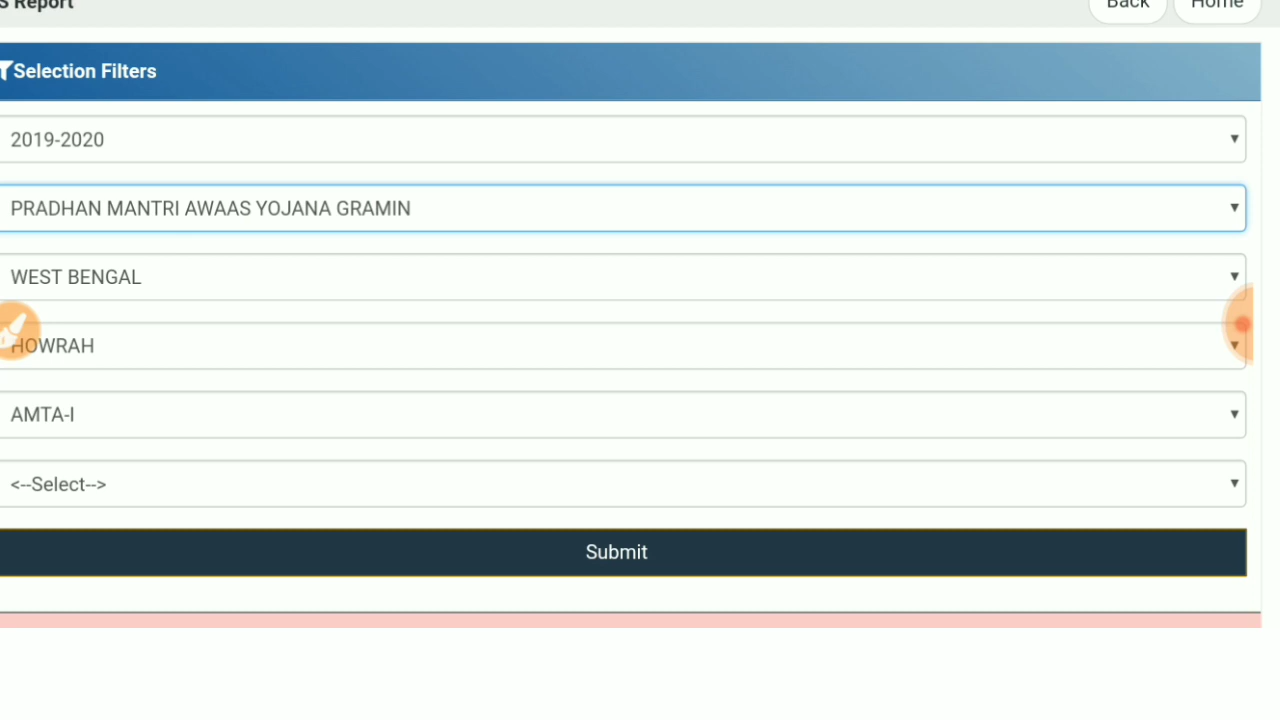 S Report
Back
Home
Selection Filters
2019-2020
PRADHAN MANTRI AWAAS YOJANA GRAMIN
WEST BENGAL
HOWRAH
AMTA-I
<--Select-->
Submit